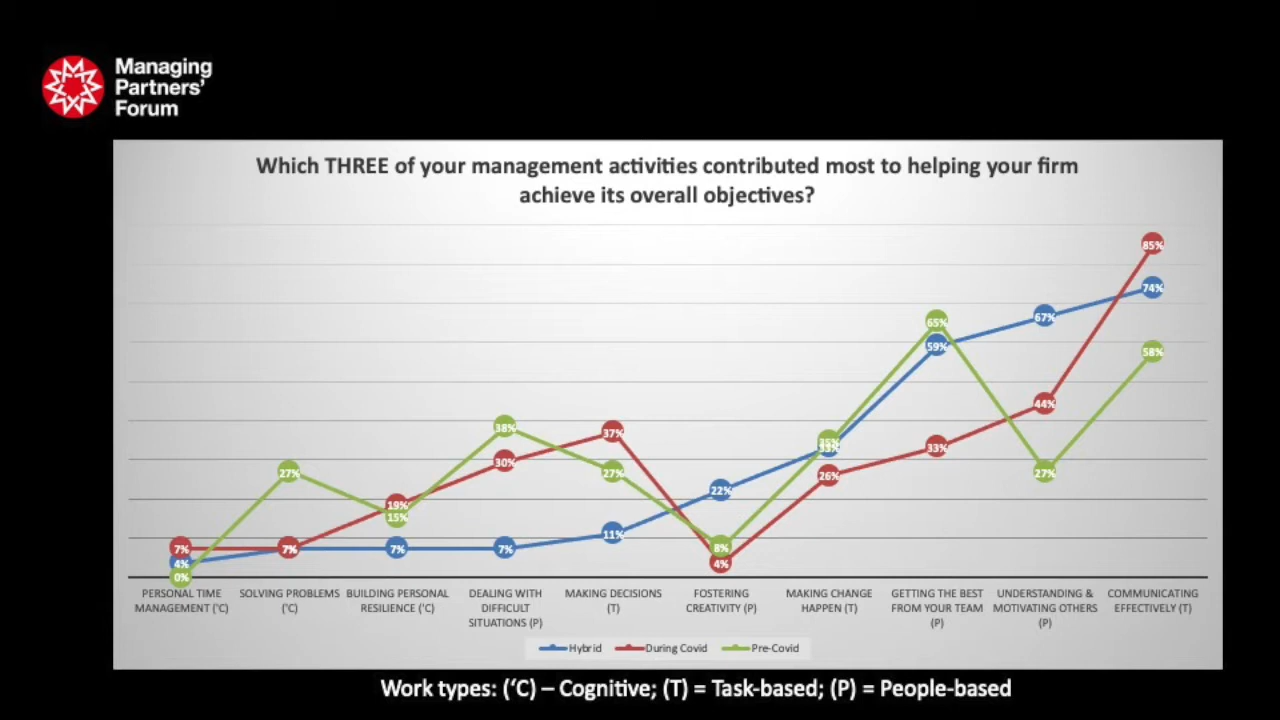 Managing
Partners'
Forum
Which THREE of your management activities contributed most to helping your firm
achieve its overall objectives?
85%
74%
67%
65%
59%
58%
44%
38%
37%
35%
33%
33%
30%
27%
27%
27%
26%
22%
19%
15%
11%
8%
7%
7%
7%
7%
4%
4%
0%
PERSONAL TIME
MANAGEMENT ('C)
SOLVING PROBLEMS
('C)
BUILDING PERSONAL
RESILIENCE ('C)
DEALING WITH
DIFFICULT
SITUATIONS (P)
MAKING DECISIONS
(T)
FOSTERING
CREATIVITY (P)
MAKING CHANGE
HAPPEN (T)
GETTING THE BEST
FROM YOUR TEAM
(P)
UNDERSTANDING &
MOTIVATING OTHERS
(P)
COMMUNICATING
EFFECTIVELY (T)
Hybrid
During Covid
Pre-Covid
Work types: ('C) – Cognitive; (T) = Task-based; (P) = People-based